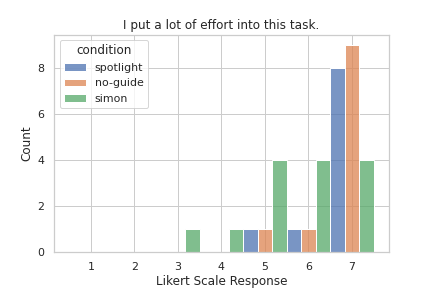 I put a lot of effort into this task.
condition
spotlight
no-guide
simon
8
6
4
2
0
Count
1 2 3 4 5 6 7
Likert Scale Response